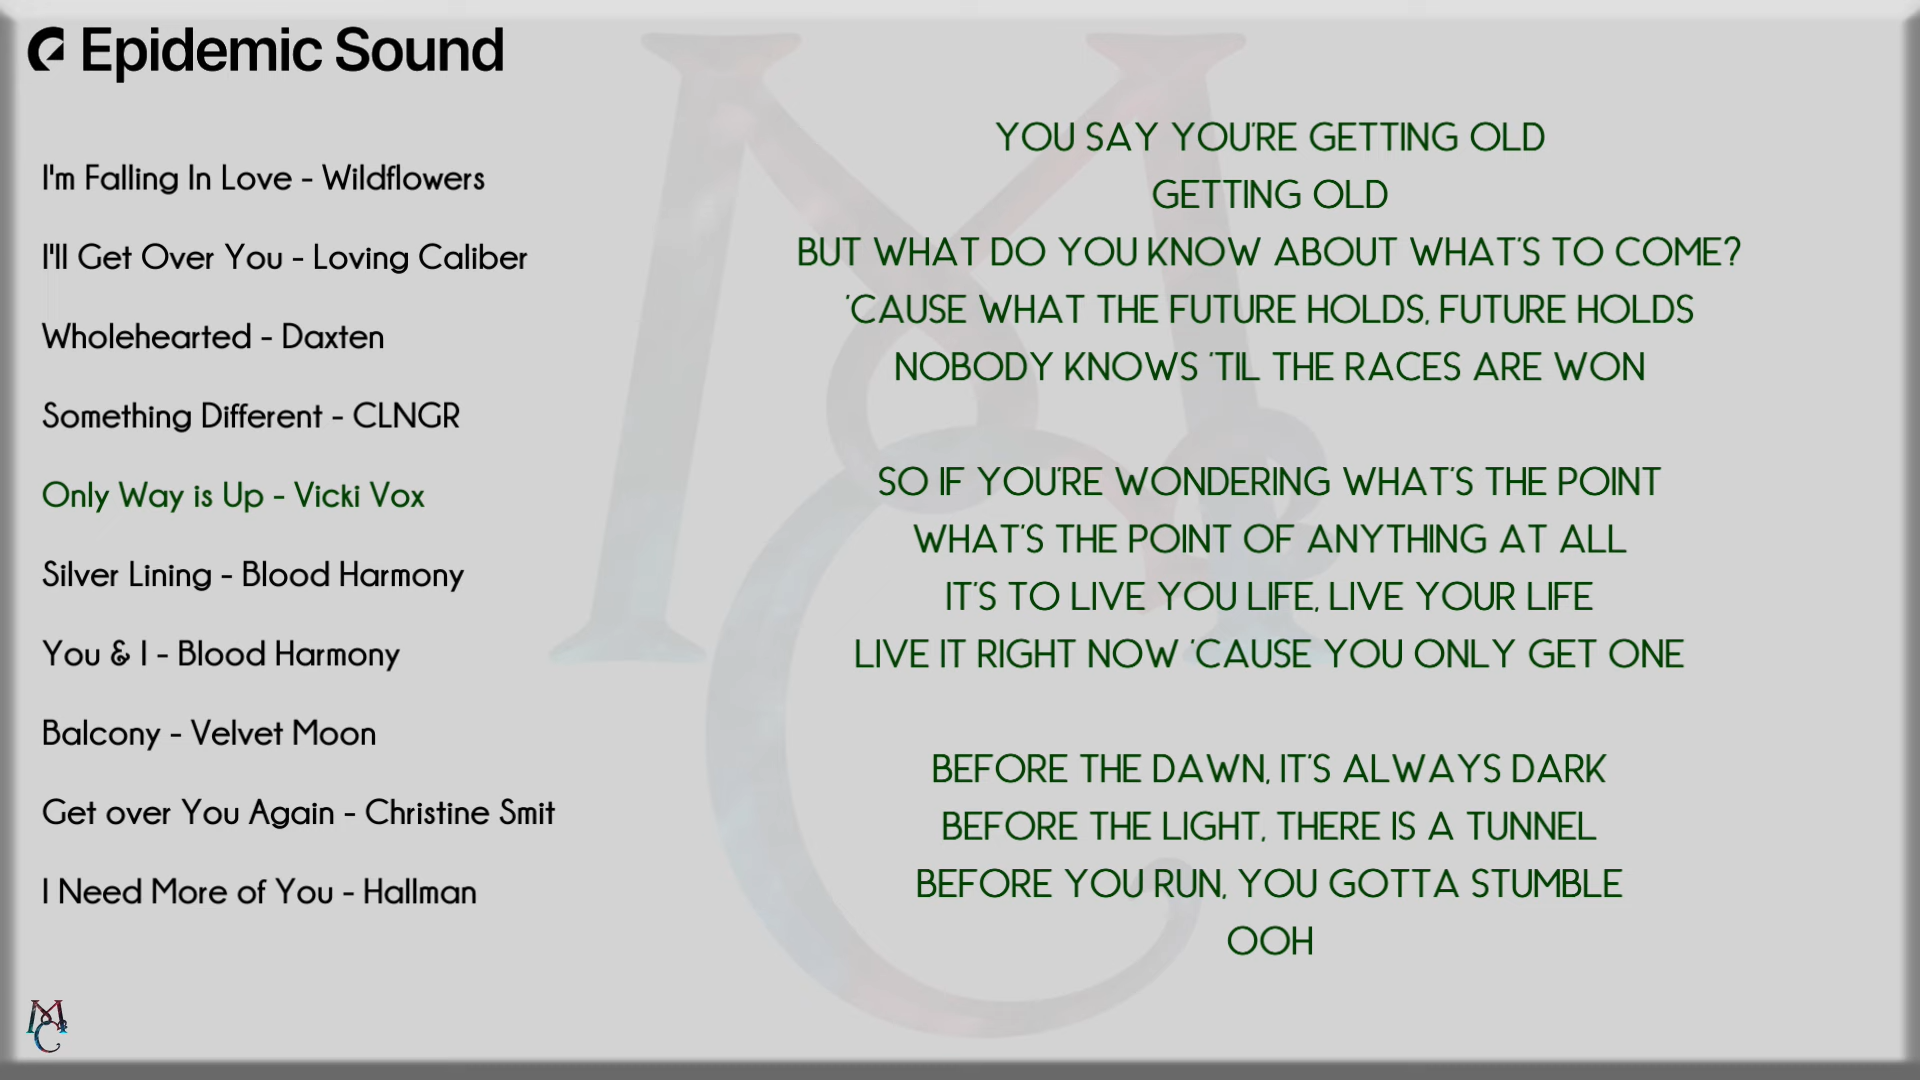 Epidemic Sound
I'm Falling In Love - Wildflowers
I'll Get Over You - Loving Caliber
Wholehearted - Daxten
Something Different - CLNGR
Only Way is Up - Vicki Vox
Silver Lining - Blood Harmony
You & I - Blood Harmony
Balcony - Velvet Moon
Get over You Again - Christine Smit
I Need More of You - Hallman
YOU SAY YOU'RE GETTING OLD
GETTING OLD
BUT WHAT DO YOU KNOW ABOUT WHAT'S TO COME?
'CAUSE WHAT THE FUTURE HOLDS, FUTURE HOLDS
NOBODY KNOWS 'TIL THE RACES ARE WON
SO IF YOU'RE WONDERING WHAT'S THE POINT
WHAT'S THE POINT OF ANYTHING AT ALL
IT'S TO LIVE YOU LIFE, LIVE YOUR LIFE
LIVE IT RIGHT NOW 'CAUSE YOU ONLY GET ONE
BEFORE THE DAWN, IT'S ALWAYS DARK
BEFORE THE LIGHT, THERE IS A TUNNEL
BEFORE YOU RUN, YOU GOTTA STUMBLE
OOH
MC